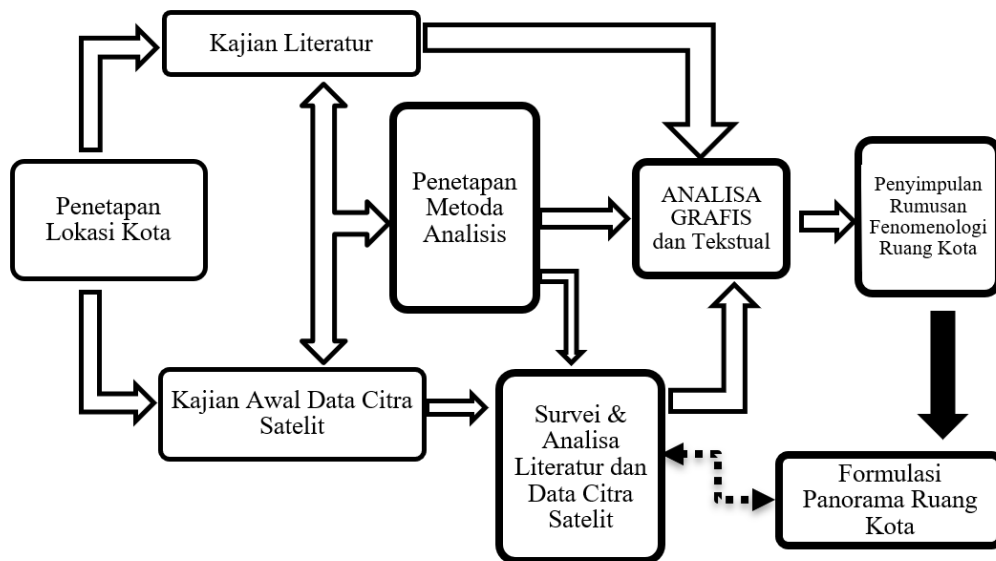 Kajian Literatur
Penetapan
Lokasi Kota
Penetapan
Metoda
Analisis
ANALISA
GRAFIS
dan Tekstual
Penyimpulan
Rumusan
Fenomenologi
Ruang Kota
Kajian Awal Data Citra
Satelit
Survei &
Analisa
Literatur dan
Data Citra
Satelit
Formulasi
Panorama Ruang
Kota